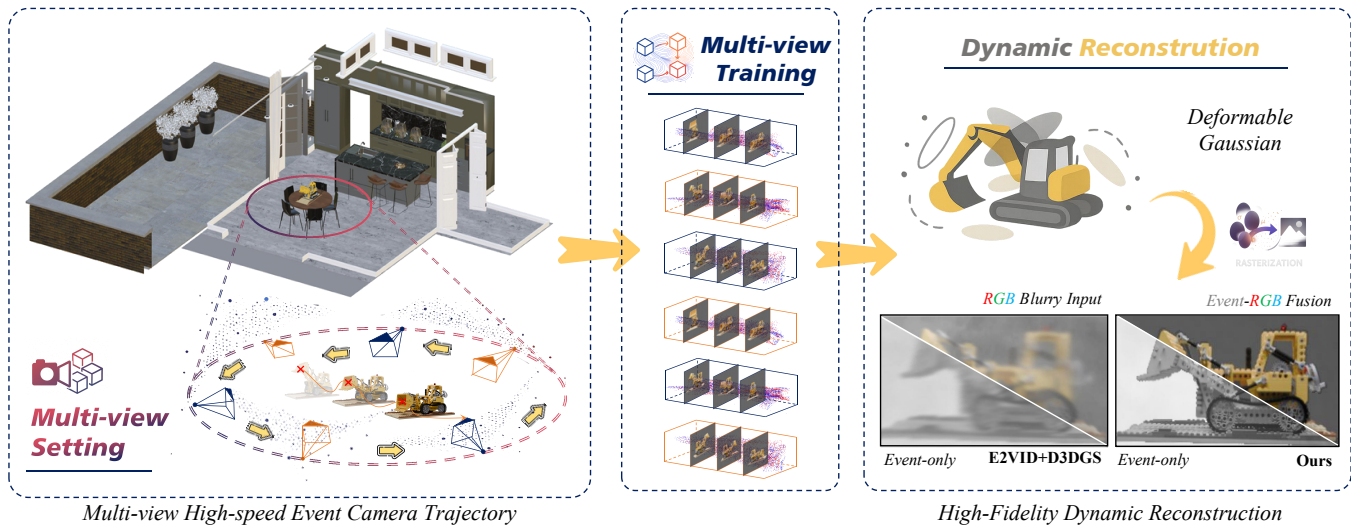 Multi-view
Setting
Multi-view High-speed Event Camera Trajectory
Multi-view
Training
Dynamic Reconstrution
Deformable
Gaussian
RASTERIZATION
RGB Blurry Input
Event-RGB Fusion
Event-only
E2VID+D3DGS
Event-only
Ours
High-Fidelity Dynamic Reconstruction